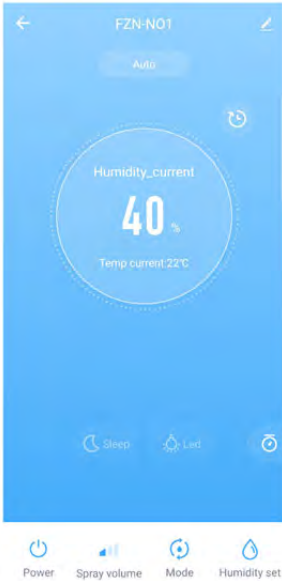 FZN-NO1
Auto
Humidity_current
40 %
Temp current:22℃
Sleep Led
Power Spray volume Mode Humidity set